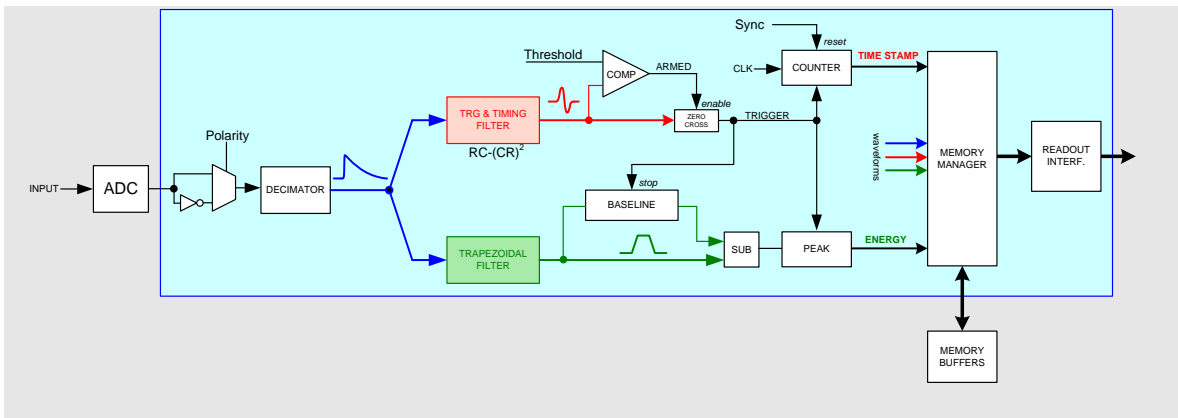 Sync
reset
Threshold
COMP
ARMED
CLK
COUNTER
TIME STAMP
enable
ZERO
CROSS
TRIGGER
TRG & TIMING
FILTER
RC-(CR)²
Polarity
INPUT
ADC
DECIMATOR
waveforms
MEMORY
MANAGER
READOUT
INTERF.
stop
BASELINE
TRAPEZOIDAL
FILTER
SUB
PEAK
ENERGY
MEMORY
BUFFERS